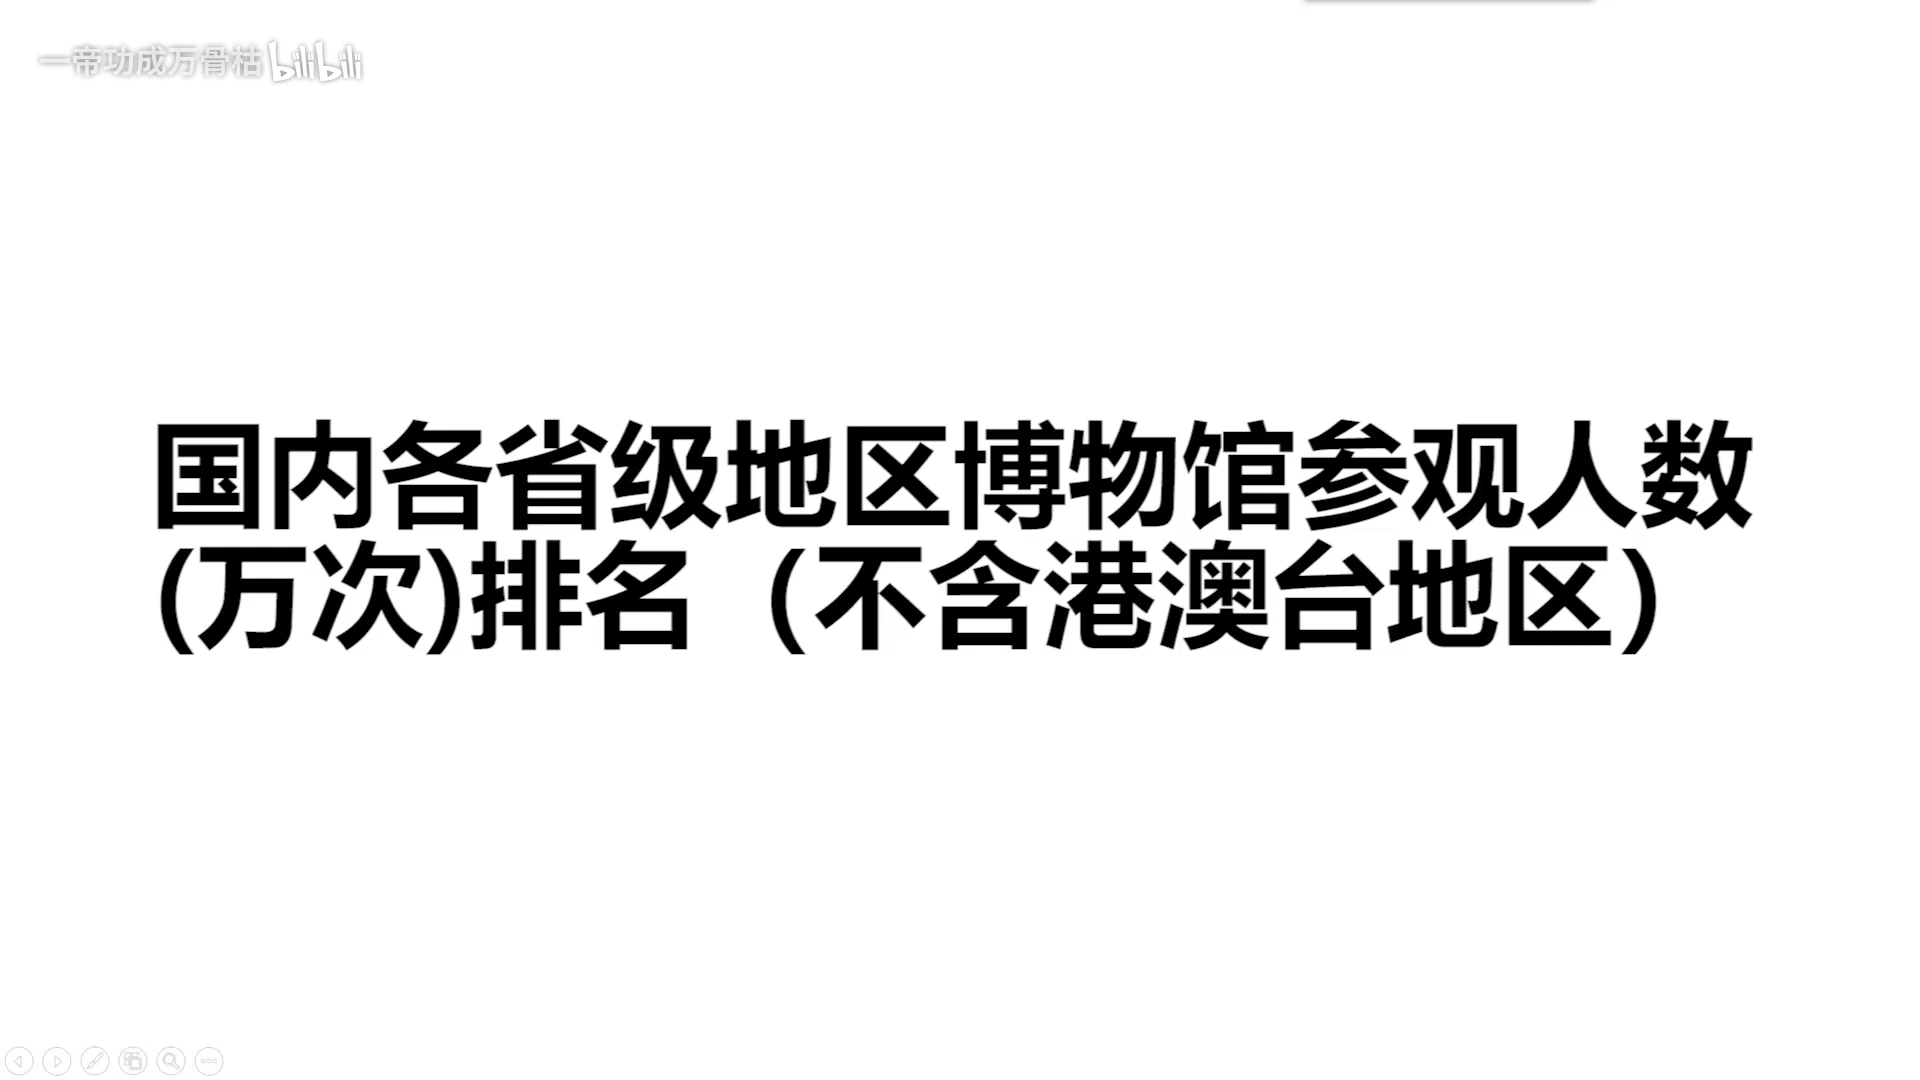 一帝功成万骨枯 bilibili
国内各省级地区博物馆参观人数
(万次)排名（不含港澳台地区）